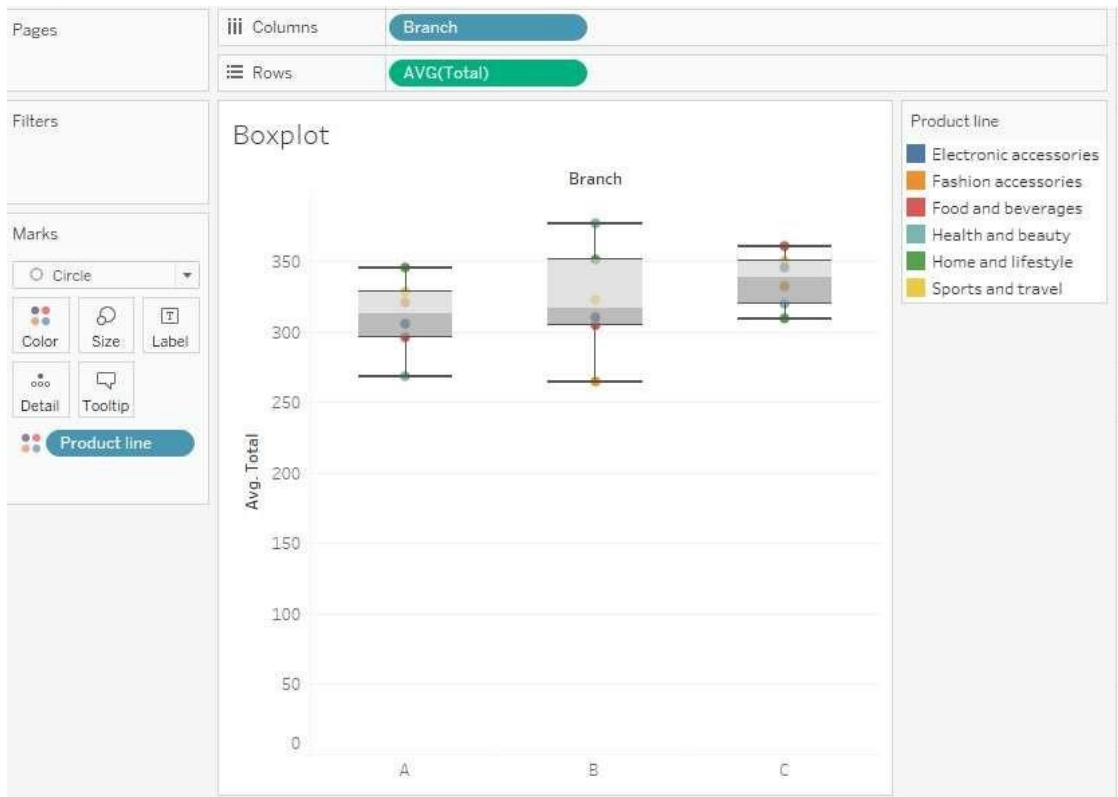 Pages
Columns Branch
Rows AVG(Total)
Filters
Marks
Circle
Color Size Label
T
Detail Tooltip
Product line
Boxplot
Branch
Avg. Total
350
300
250
200
150
100
50
0
A B C
Product line
Electronic accessories
Fashion accessories
Food and beverages
Health and beauty
Home and lifestyle
Sports and travel